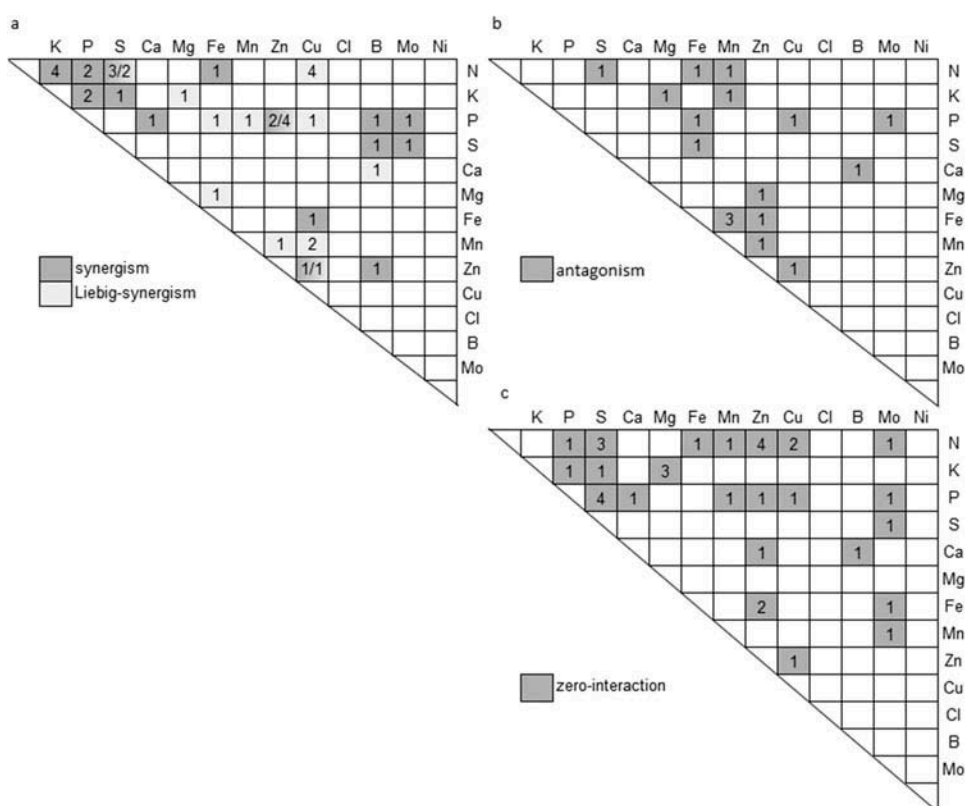 a
K P S Ca Mg Fe Mn Zn Cu Cl B Mo Ni
4 2 3/2 1 4 N
2 1 1 K
1 1 1 2/4 1 1 1 P
1 1 S
1 Ca
1 Mg
1 Fe
1 2 Mn
1/1 1 Zn
Cu
Cl
B
Mo
synergism
Liebig-synergism
b
K P S Ca Mg Fe Mn Zn Cu Cl B Mo Ni
1 1 1 N
1 1 K
1 1 1 P
1 S
1 Ca
1 Mg
3 1 Fe
1 Mn
1 Zn
Cu
Cl
B
Mo
antagonism
c
K P S Ca Mg Fe Mn Zn Cu Cl B Mo Ni
1 3 1 1 4 2 1 N
1 1 3 K
4 1 1 1 1 1 P
1 S
1 1 Ca
Mg
2 1 Fe
1 Mn
1 Zn
Cu
Cl
B
Mo
zero-interaction